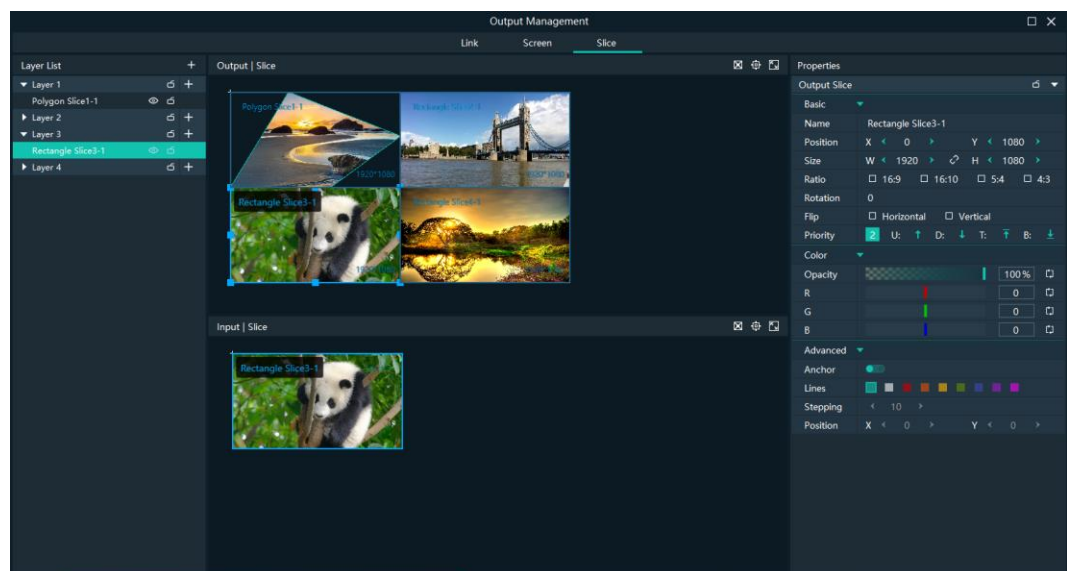 Output Management
Link Screen Slice
Layer List +
Layer 1 +
Polygon Slice1-1
Layer 2 +
Layer 3 +
Rectangle Slice3-1
Layer 4 +
Output | Slice
Polygon Slice3-1
1920*1080
Rectangle Slice3-1
Input | Slice
Rectangle Slice3-1
Properties
Output Slice
Basic
Name Rectangle Slice3-1
Position X 0 Y 1080
Size W 1920 H 1080
Ratio 16:9 16:10 5:4 4:3
Rotation 0
Flip Horizontal Vertical
Priority 2 U: D: T: B:
Color
Opacity 100%
R 0
G 0
B 0
Advanced
Anchor
Lines
Stepping 10
Position X 0 Y 0